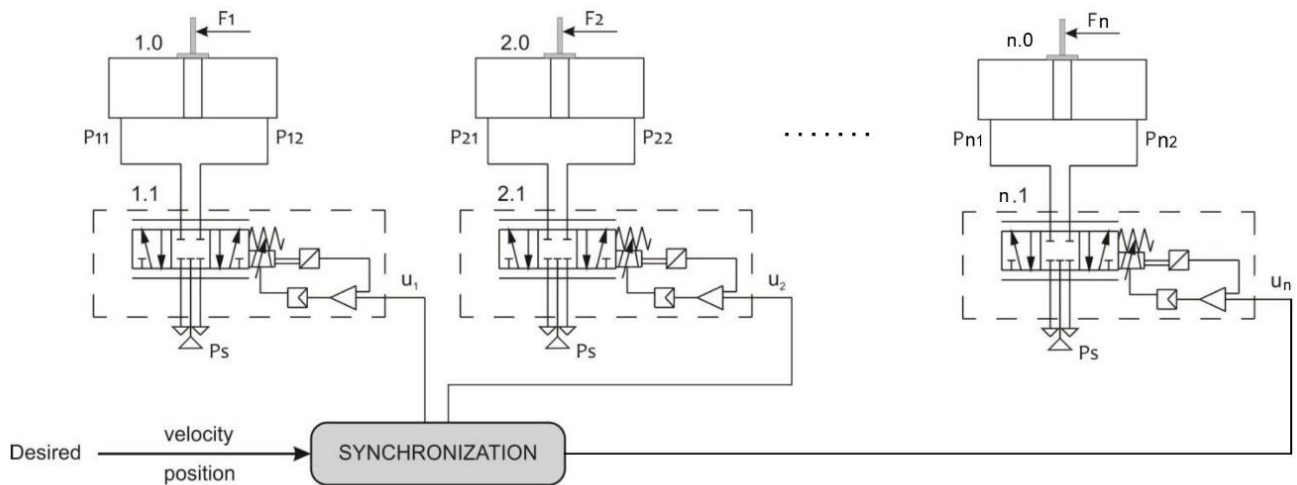 F1
F2
Fn
1.0
2.0
n.0
P11
P12
P21
P22
.......
Pn1
Pn2
1.1
2.1
n.1
u1
u2
un
Ps
Ps
Ps
Desired
velocity
position
SYNCHRONIZATION